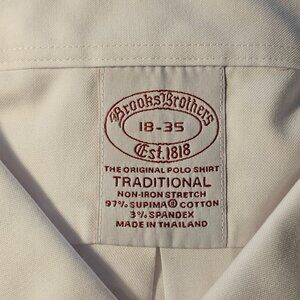 Brooks Brothers
18-35
Est. 1818
THE ORIGINAL POLO SHIRT
TRADITIONAL
NON-IRON STRETCH
97% SUPIMA® COTTON
3% SPANDEX
MADE IN THAILAND